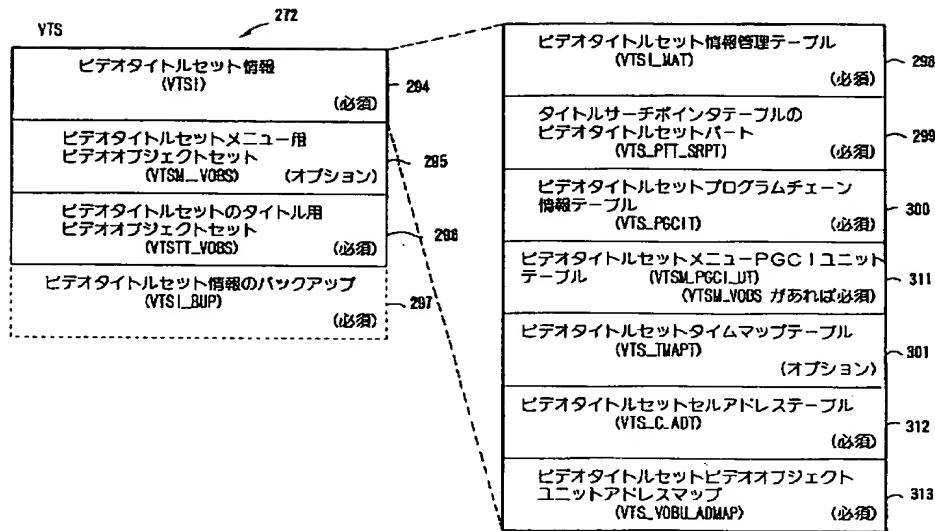 VTS
272
ビデオタイトルセット情報
(VTSI)
(必須)
294
ビデオタイトルセットメニュー用
ビデオオブジェクトセット
(VTSM_VOBS) (オプション)
295
ビデオタイトルセットのタイトル用
ビデオオブジェクトセット
(VTSTT_VOBS) (必須)
296
ビデオタイトルセット情報のバックアップ
(VTSI_BUP)
(必須)
297
ビデオタイトルセット情報管理テーブル
(VTSI_MAT)
(必須)
298
タイトルサーチポインタテーブルの
ビデオタイトルセットパート
(VTS_PTT_SRPT) (必須)
299
ビデオタイトルセットプログラムチェーン
情報テーブル
(VTS_PGCIT) (必須)
300
ビデオタイトルセットメニューPGCIユニット
テーブル (VTSM_PGCI_UT)
(VTSM_VOBS があれば必須)
311
ビデオタイトルセットタイムマップテーブル
(VTS_TMAPT)
(オプション)
301
ビデオタイトルセットセルアドレステーブル
(VTS_C_ADT)
(必須)
312
ビデオタイトルセットビデオオブジェクト
ユニットアドレスマップ
(VTS_VOBU_ADMAP) (必須)
313